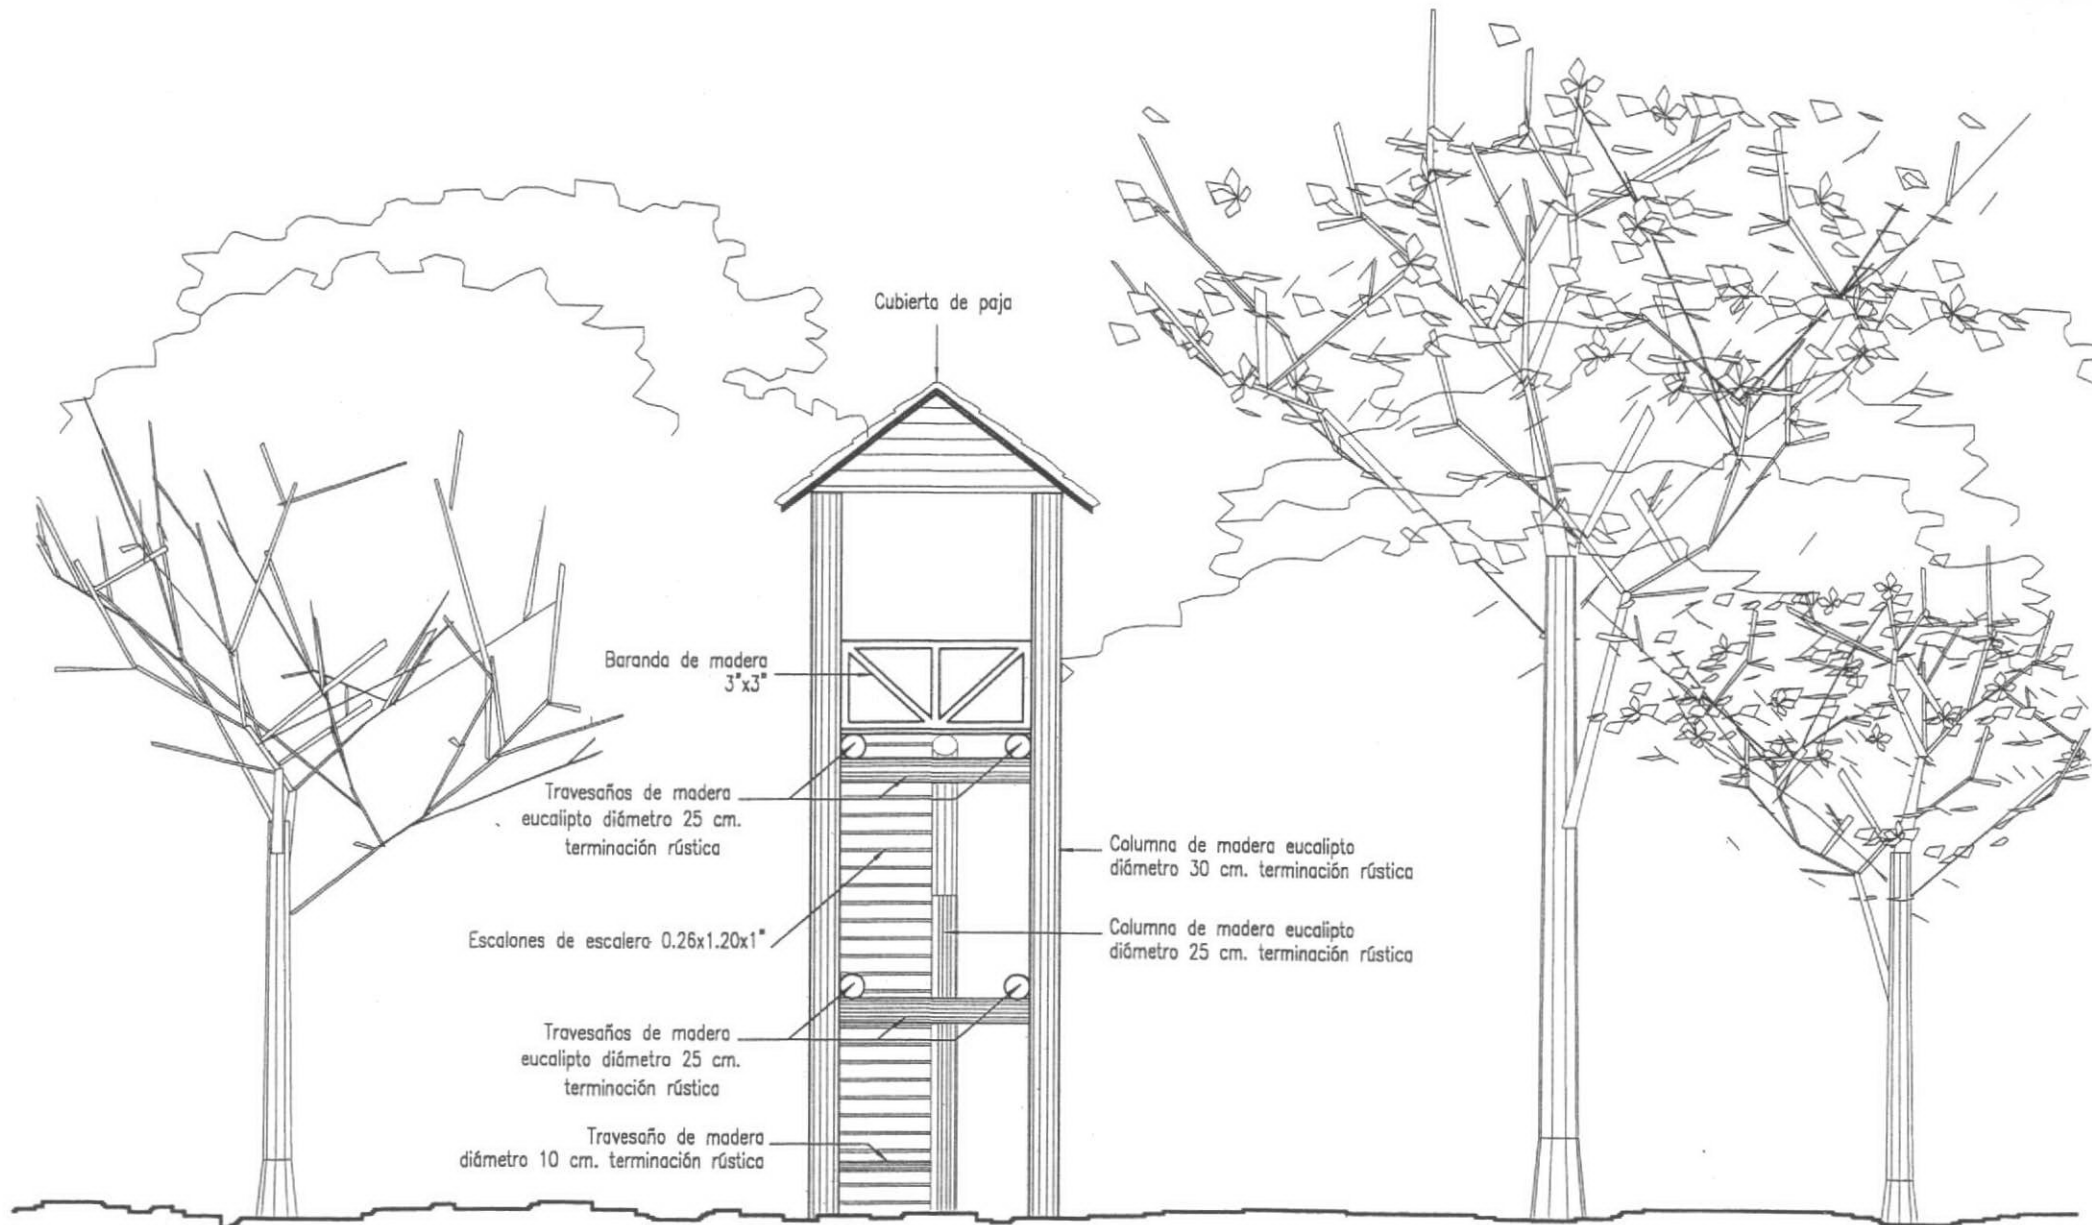 Cubierta de paja
Baranda de madera
3"x3"
Travesaños de madera
eucalipto diámetro 25 cm.
terminación rústica
Columna de madera eucalipto
diámetro 30 cm. terminación rústica
Escalones de escalera 0.26x1.20x1"
Columna de madera eucalipto
diámetro 25 cm. terminación rústica
Travesaños de madera
eucalipto diámetro 25 cm.
terminación rústica
Travesaño de madera
diámetro 10 cm. terminación rústica